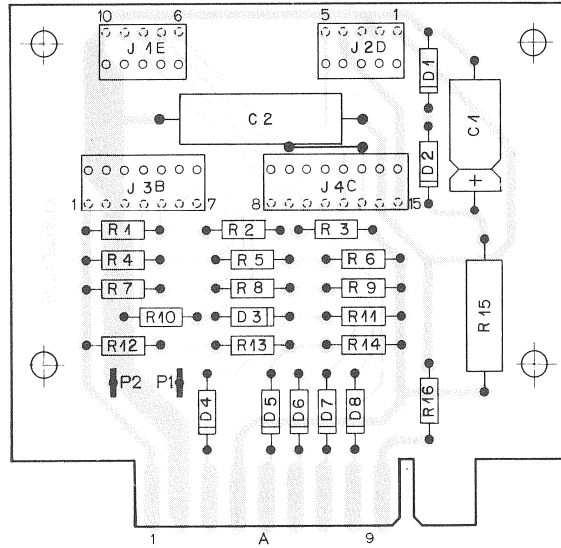 10 6 5 1
J 1E J 2D
D1
C 2
C1
D2
+
J 3B J 4C
1 7 8 15
R 1 R 2 R 3
R 4 R 5 R 6
R 7 R 8 R 9
R10 D 3 R11
R12 R13 R14
R 15
P2 P1
D4 D5 D6 D7 D8 R16
1 A 9